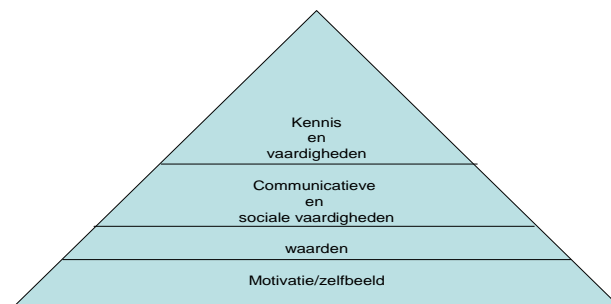 Kennis
en
vaardigheden
Communicatieve
en
sociale vaardigheden
waarden
Motivatie/zelfbeeld